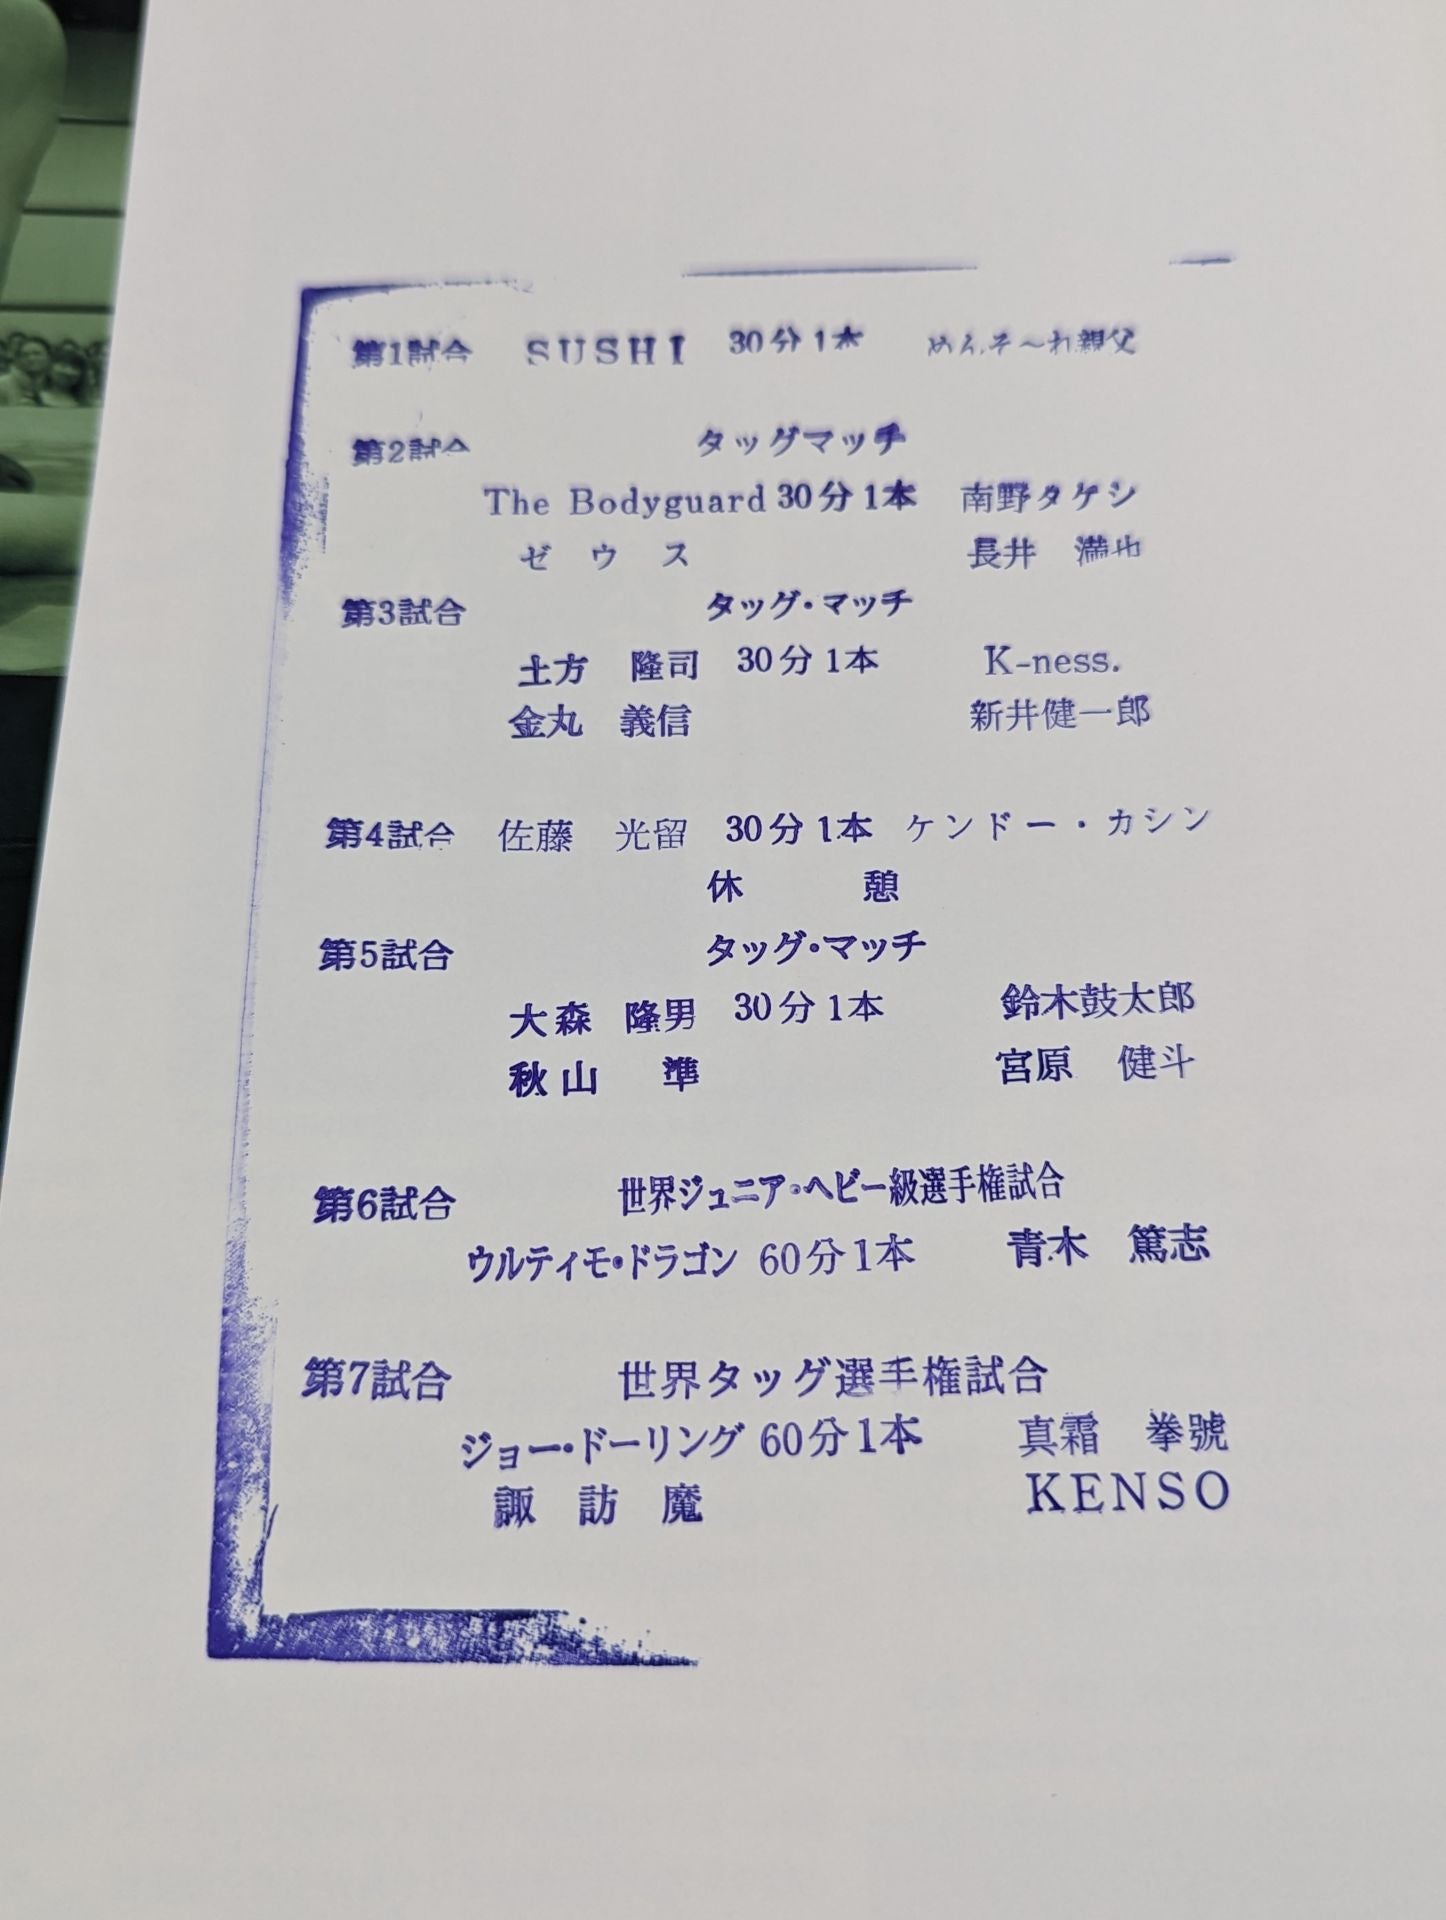 第1試合 SUSHI 30分1本 めんそ～れ親父
第2試合 タッグマッチ
The Bodyguard 30分1本 南野タケシ
ゼウス 長井 満也
第3試合 タッグ・マッチ
土方 隆司 30分1本 K-ness.
金丸 義信 新井健一郎
第4試合 佐藤 光留 30分1本 ケンドー・カシン
休憩
第5試合 タッグ・マッチ
大森 隆男 30分1本 鈴木鼓太郎
秋山 準 宮原 健斗
第6試合 世界ジュニア・ヘビー級選手権試合
ウルティモ・ドラゴン 60分1本 青木 篤志
第7試合 世界タッグ選手権試合
ジョー・ドーリング 60分1本 真霜 拳號
諏訪魔 KENSO